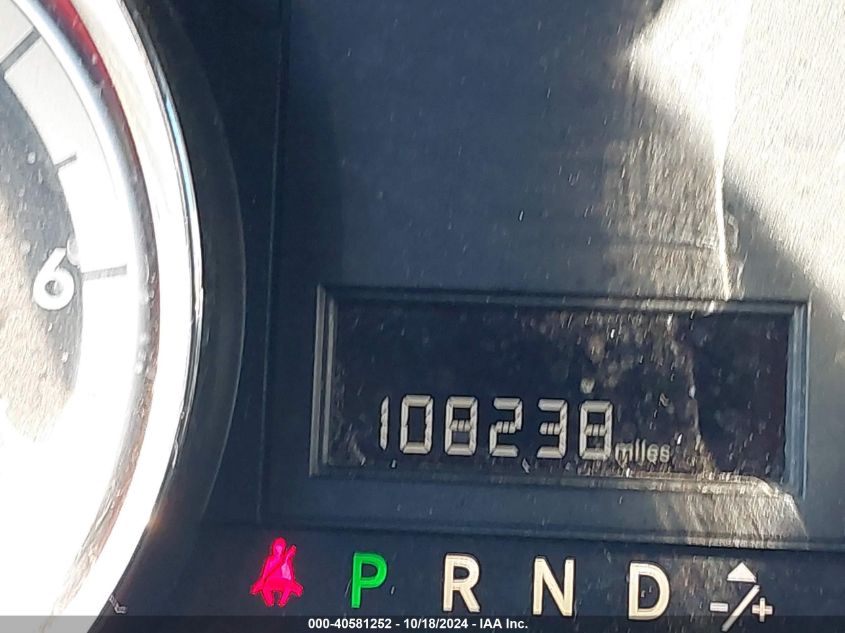 6
108238 miles
P R N D -/+
000-40581252 - 10/18/2024 - IAA Inc.